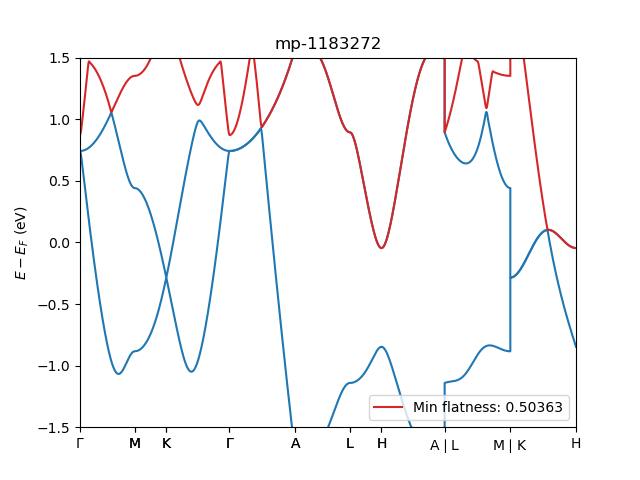 mp-1183272
E − E_F (eV)
1.5
1.0
0.5
0.0
−0.5
−1.0
−1.5
Min flatness: 0.50363
Γ M K Γ A L H A | L M | K H